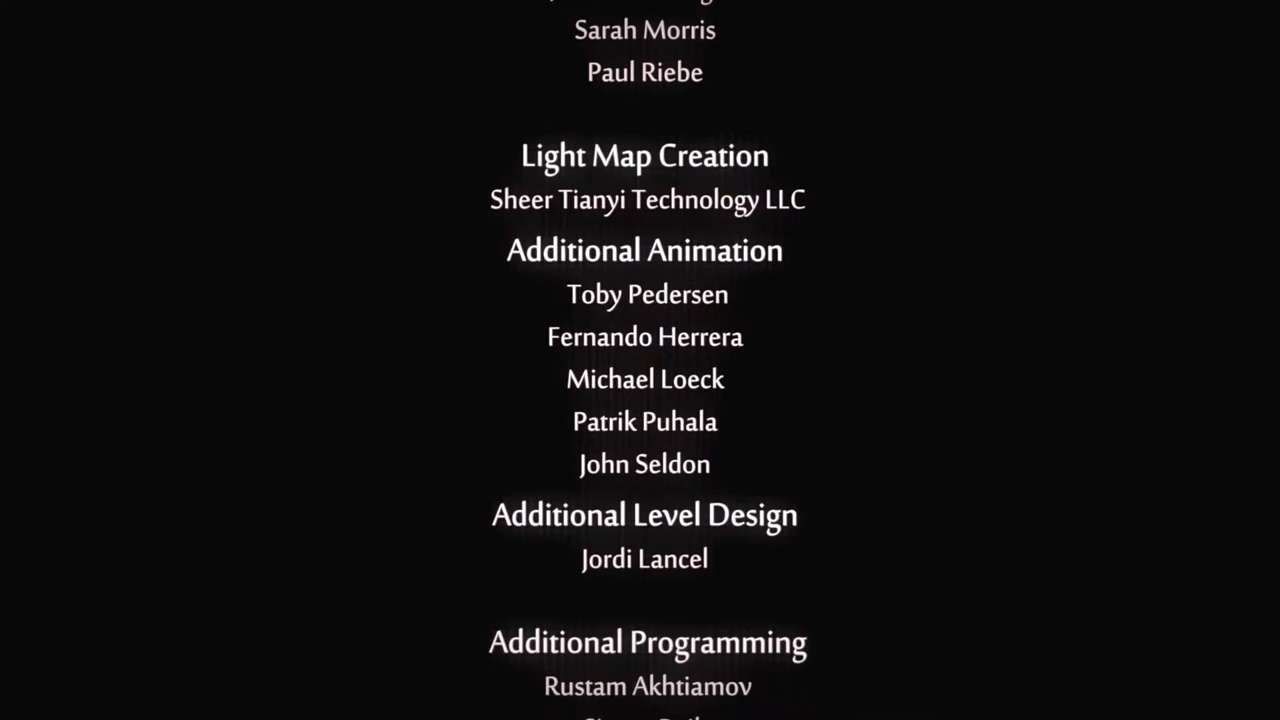 Sarah Morris
Paul Riebe
Light Map Creation
Sheer Tianyi Technology LLC
Additional Animation
Toby Pedersen
Fernando Herrera
Michael Loeck
Patrik Puhala
John Seldon
Additional Level Design
Jordi Lancel
Additional Programming
Rustam Akhtiamov